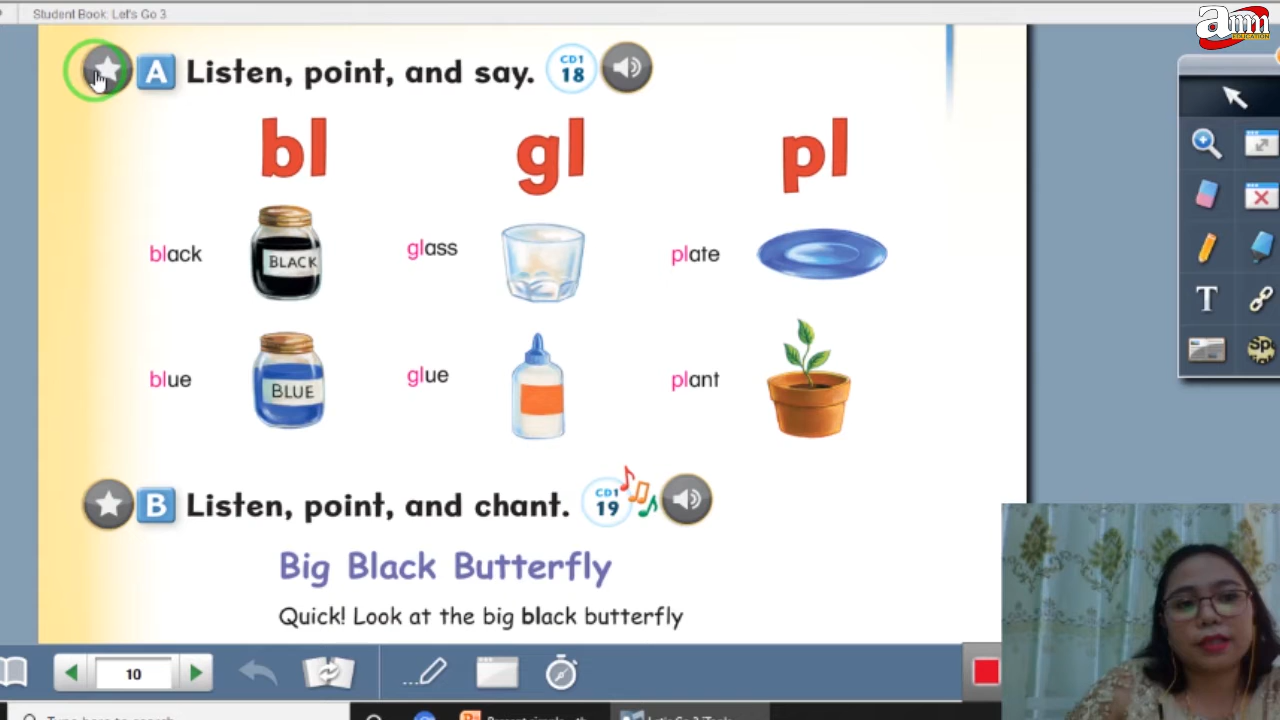 Student Book: Let's Go 3
amn
EDUCATION
A Listen, point, and say. CD1 18
bl gl pl
black BLACK glass plate
blue BLUE glue plant
B Listen, point, and chant. CD1 19
Big Black Butterfly
Quick! Look at the big black butterfly
T
10